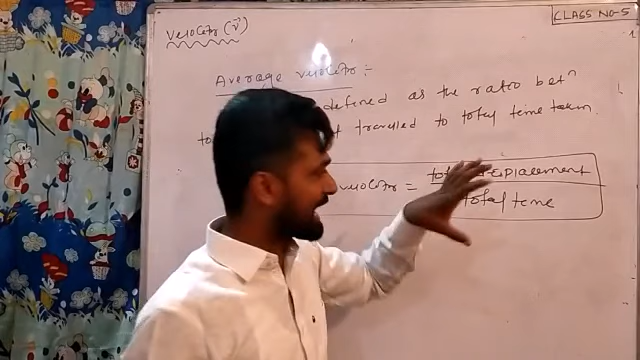 CLASS NO-5
Velocity (v⃗)
Average velocity :-
defined as the ratio betn
travelled to total time taken.
velocity = total displacement
total time